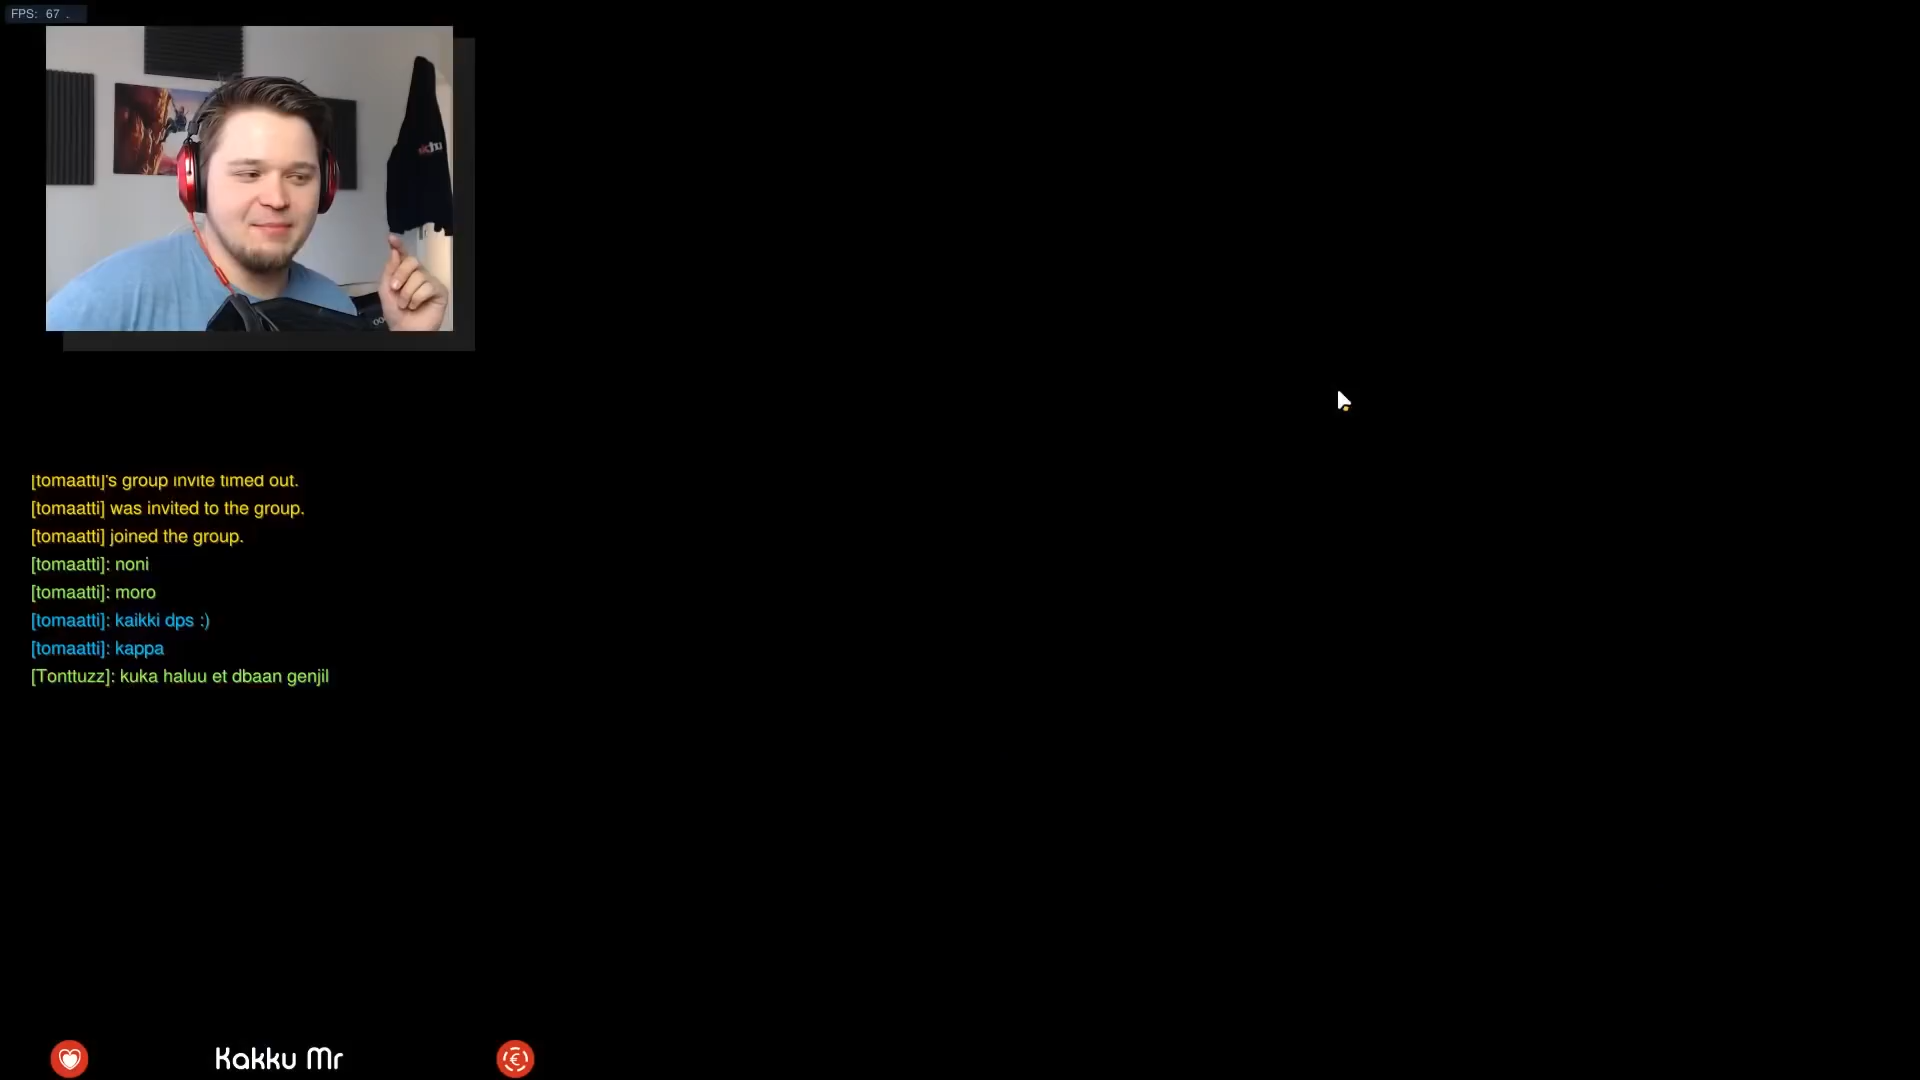 FPS: 67
[tomaatti]'s group invite timed out.
[tomaatti] was invited to the group.
[tomaatti] joined the group.
[tomaatti]: noni
[tomaatti]: moro
[tomaatti]: kaikki dps :)
[tomaatti]: kappa
[Tonttuzz]: kuka haluu et dbaan genjil
Kakku Mr
€